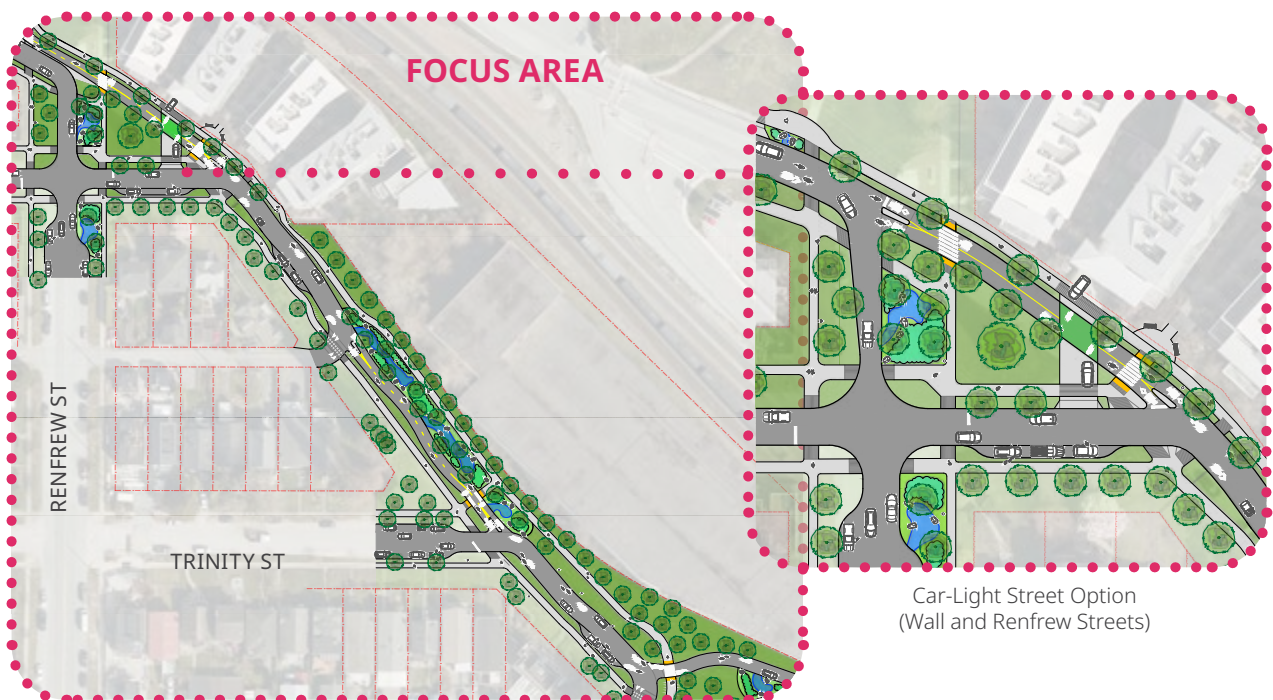 FOCUS AREA
RENFREW ST
TRINITY ST
Car-Light Street Option
(Wall and Renfrew Streets)